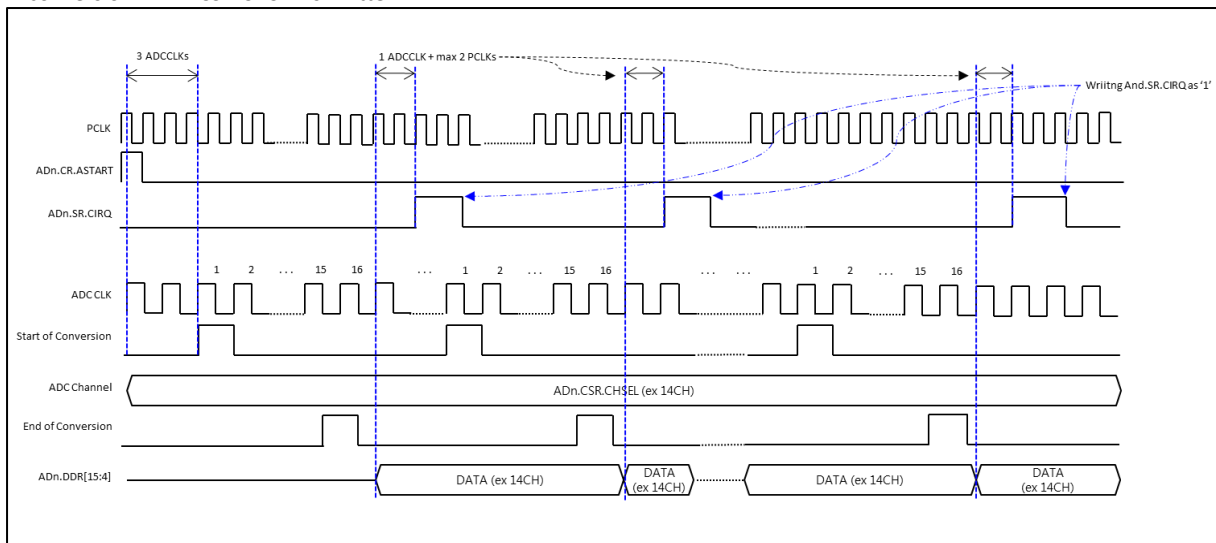 3 ADCCLKs
1 ADCCLK + max 2 PCLKs
Wriitng And.SR.CIRQ as ‘1’
PCLK
ADn.CR.ASTART
ADn.SR.CIRQ
1 2 . . . 15 16 . . . 1 2 . . . 15 16 . . . . . . 1 2 . . . 15 16
ADC CLK
Start of Conversion
ADC Channel
ADn.CSR.CHSEL (ex 14CH)
End of Conversion
ADn.DDR[15:4]
DATA (ex 14CH)
DATA
(ex 14CH)
DATA (ex 14CH)
DATA
(ex 14CH)